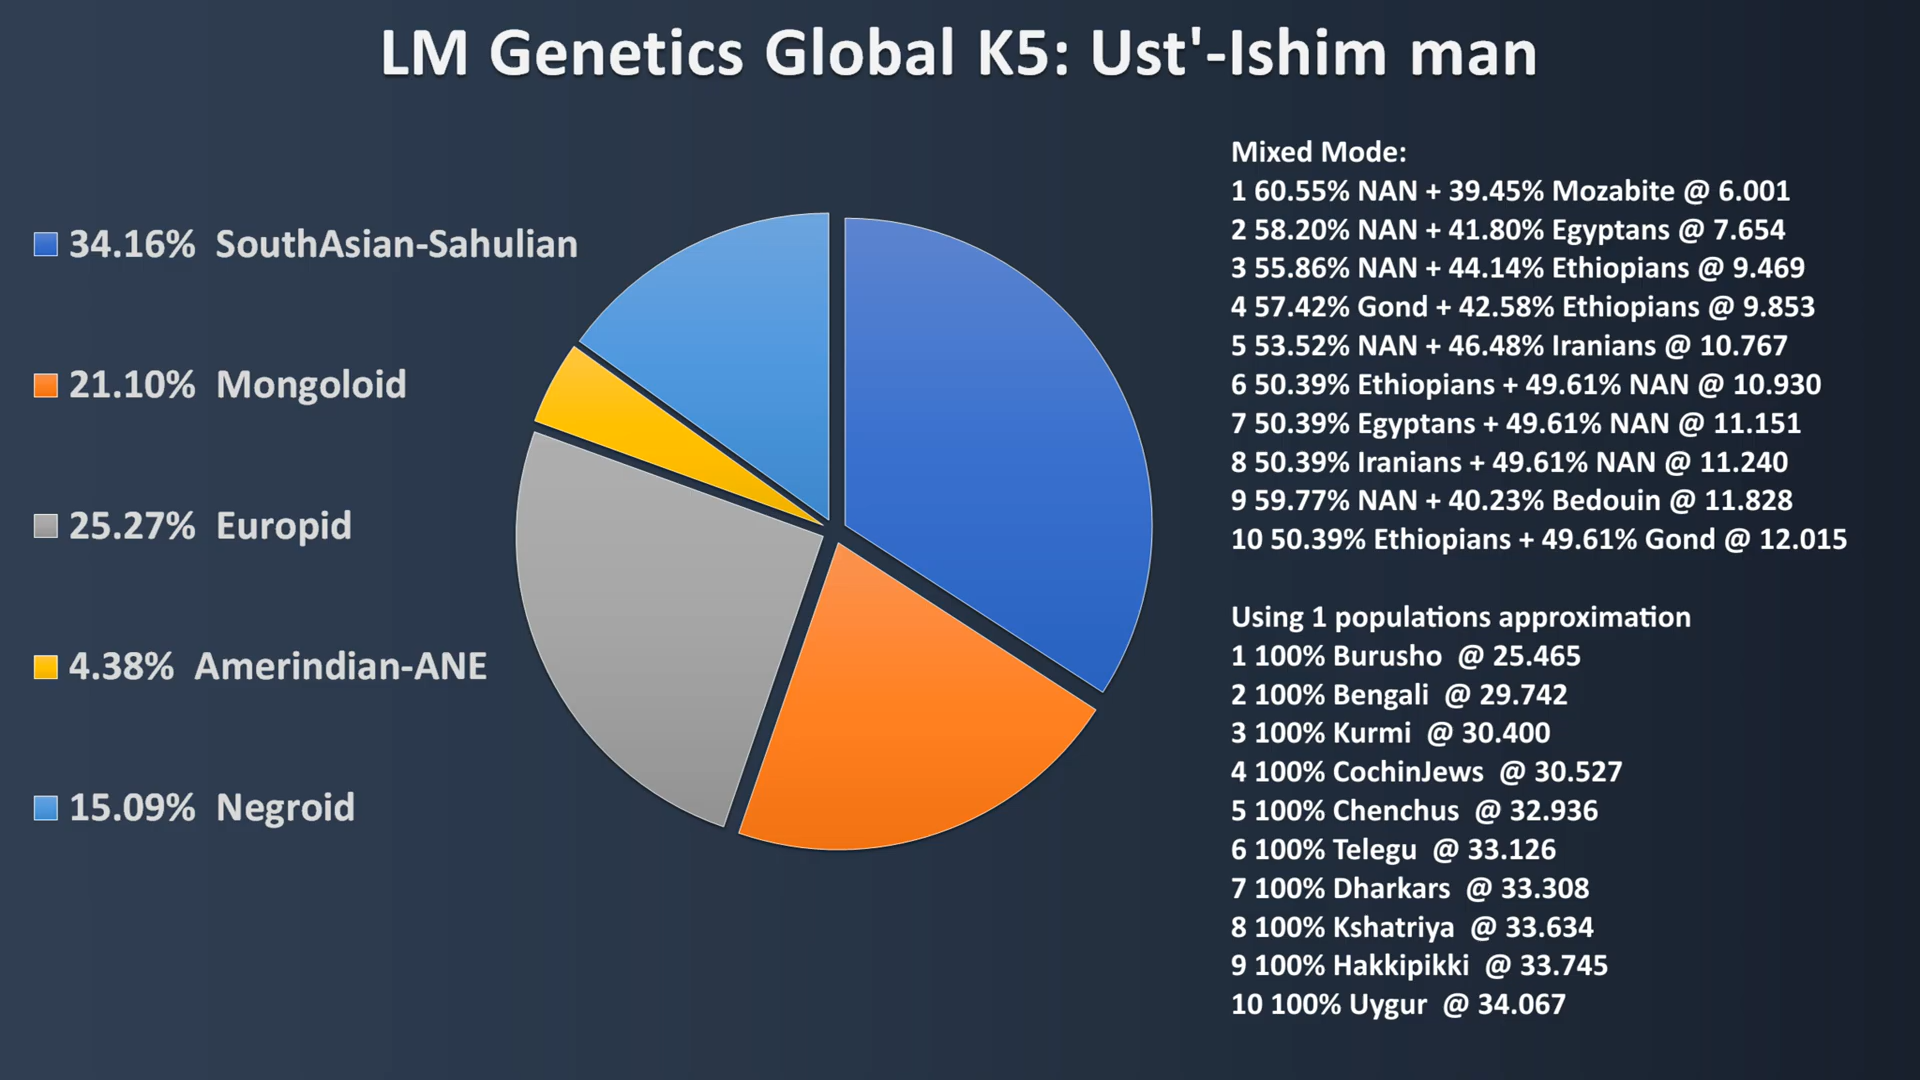 LM Genetics Global K5: Ust'-Ishim man
34.16% SouthAsian-Sahulian
21.10% Mongoloid
25.27% Europid
4.38% Amerindian-ANE
15.09% Negroid
Mixed Mode:
1 60.55% NAN + 39.45% Mozabite @ 6.001
2 58.20% NAN + 41.80% Egyptans @ 7.654
3 55.86% NAN + 44.14% Ethiopians @ 9.469
4 57.42% Gond + 42.58% Ethiopians @ 9.853
5 53.52% NAN + 46.48% Iranians @ 10.767
6 50.39% Ethiopians + 49.61% NAN @ 10.930
7 50.39% Egyptans + 49.61% NAN @ 11.151
8 50.39% Iranians + 49.61% NAN @ 11.240
9 59.77% NAN + 40.23% Bedouin @ 11.828
10 50.39% Ethiopians + 49.61% Gond @ 12.015
Using 1 populations approximation
1 100% Burusho @ 25.465
2 100% Bengali @ 29.742
3 100% Kurmi @ 30.400
4 100% CochinJews @ 30.527
5 100% Chenchus @ 32.936
6 100% Telegu @ 33.126
7 100% Dharkars @ 33.308
8 100% Kshatriya @ 33.634
9 100% Hakkipikki @ 33.745
10 100% Uygur @ 34.067